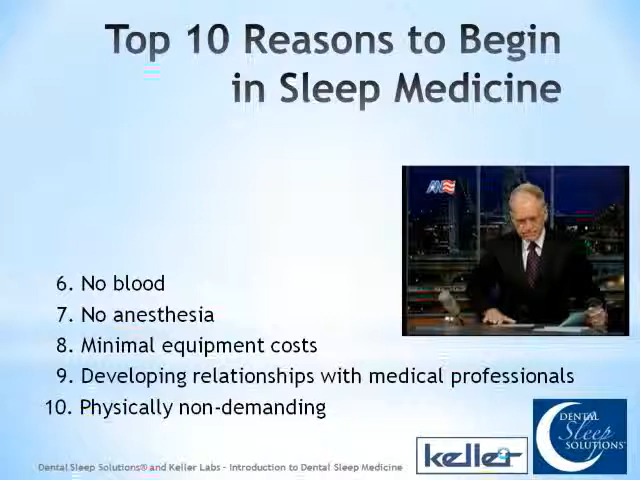 Top 10 Reasons to Begin
in Sleep Medicine
6. No blood
7. No anesthesia
8. Minimal equipment costs
9. Developing relationships with medical professionals
10. Physically non-demanding
Dental Sleep Solutions® and Keller Labs - Introduction to Dental Sleep Medicine
keller
DENTAL
Sleep
SOLUTIONS